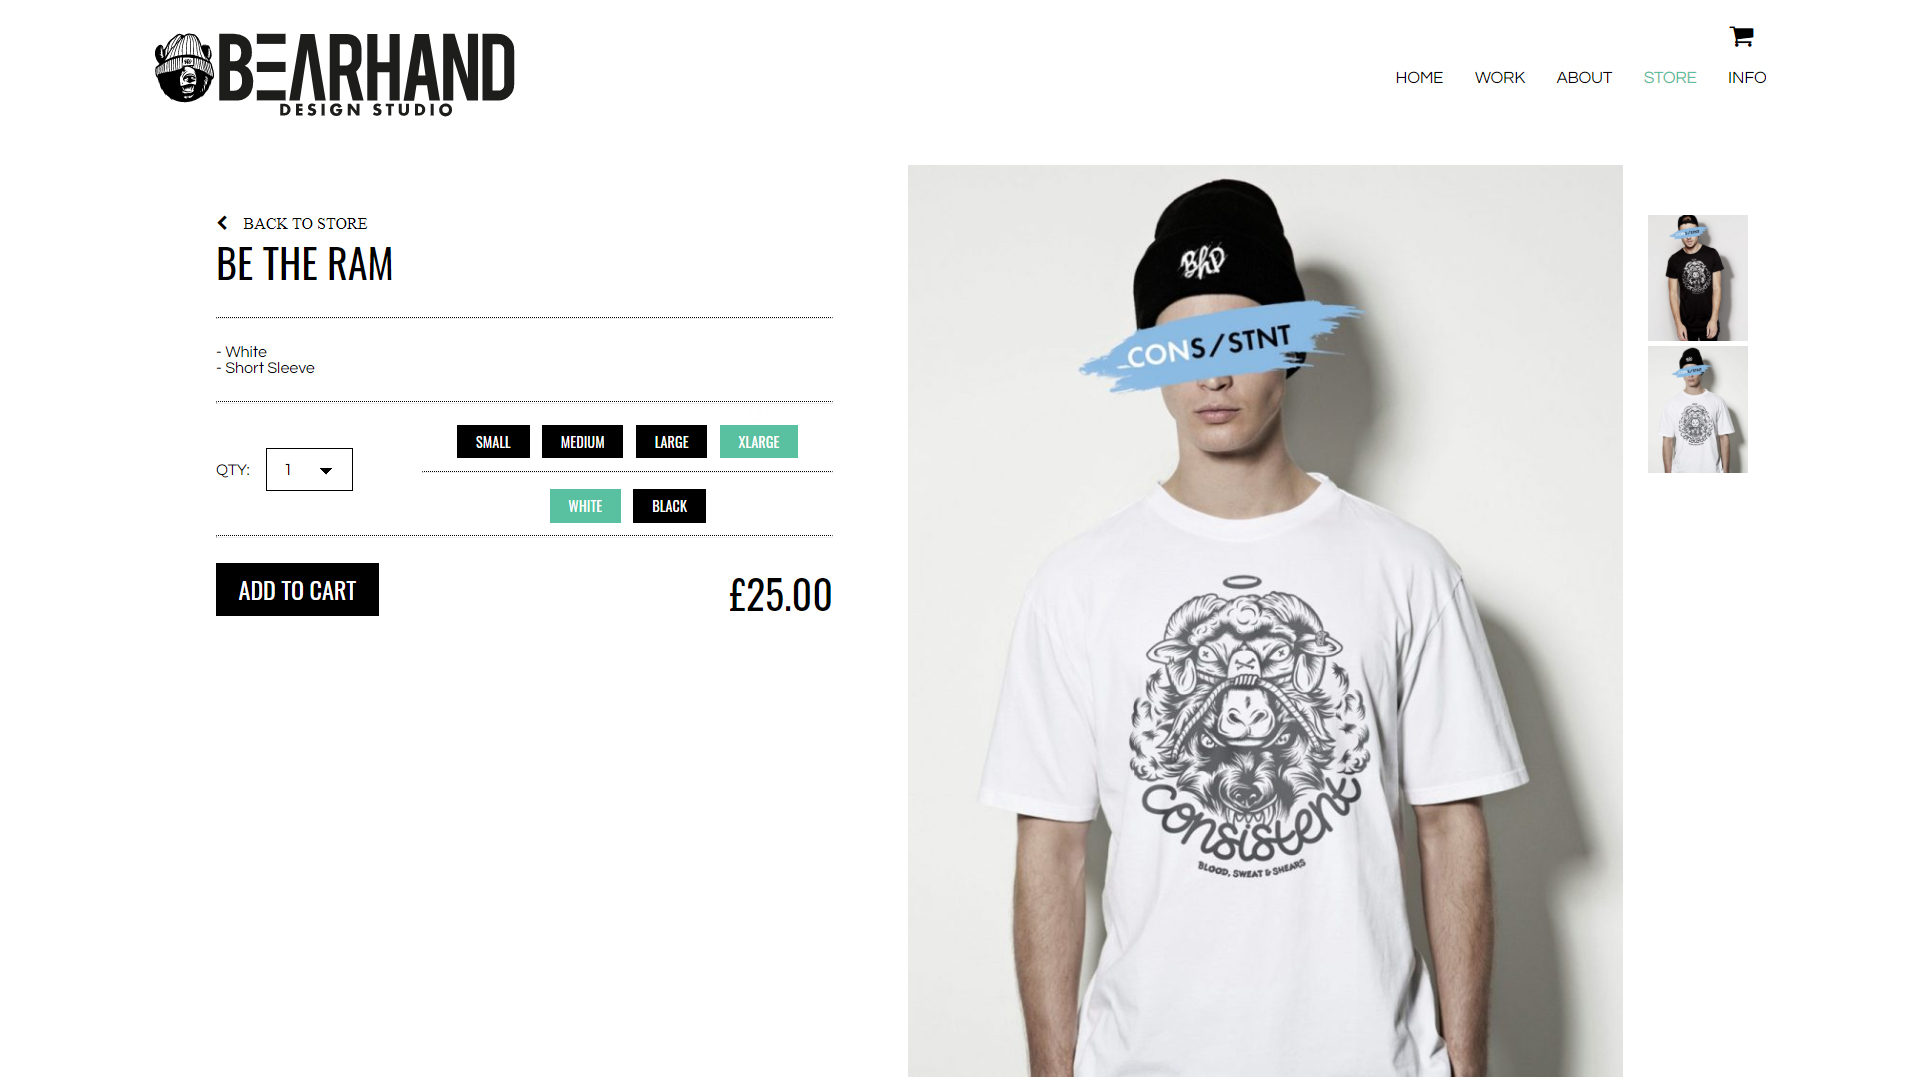 BEARHAND
DESIGN STUDIO
HOME WORK ABOUT STORE INFO
BACK TO STORE
BE THE RAM
- White
- Short Sleeve
QTY: 1
SMALL MEDIUM LARGE XLARGE
WHITE BLACK
ADD TO CART
£25.00
BhD
CONS/STNT
consistent
BLOOD, SWEAT & SHEARS